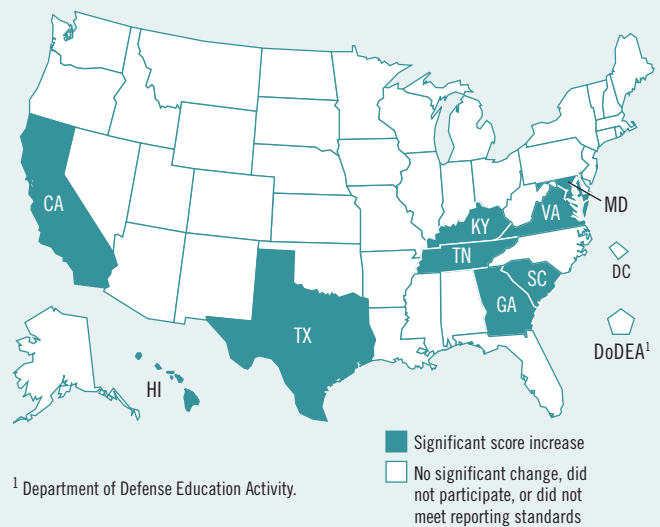 CA
KY
VA
MD
TN
DC
SC
GA
TX
DoDEA1
HI
Significant score increase
No significant change, did
not participate, or did not
meet reporting standards
1 Department of Defense Education Activity.